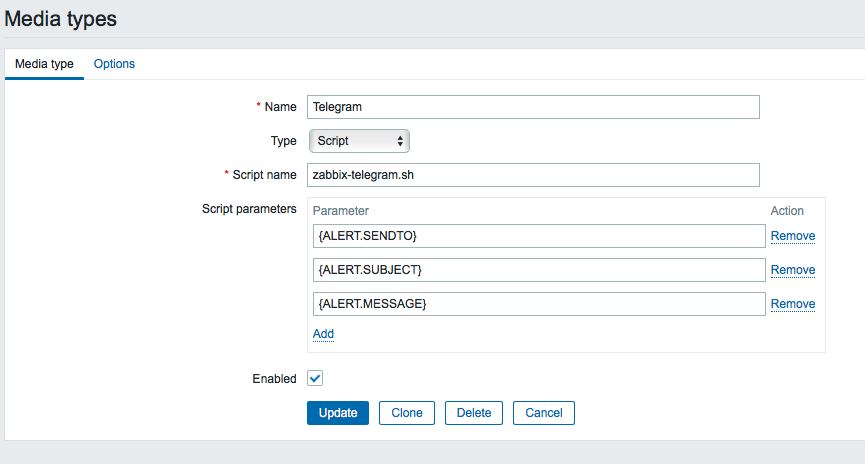 Media types
Media type Options
* Name Telegram
Type Script
* Script name zabbix-telegram.sh
Script parameters Parameter Action
{ALERT.SENDTO} Remove
{ALERT.SUBJECT} Remove
{ALERT.MESSAGE} Remove
Add
Enabled
Update Clone Delete Cancel